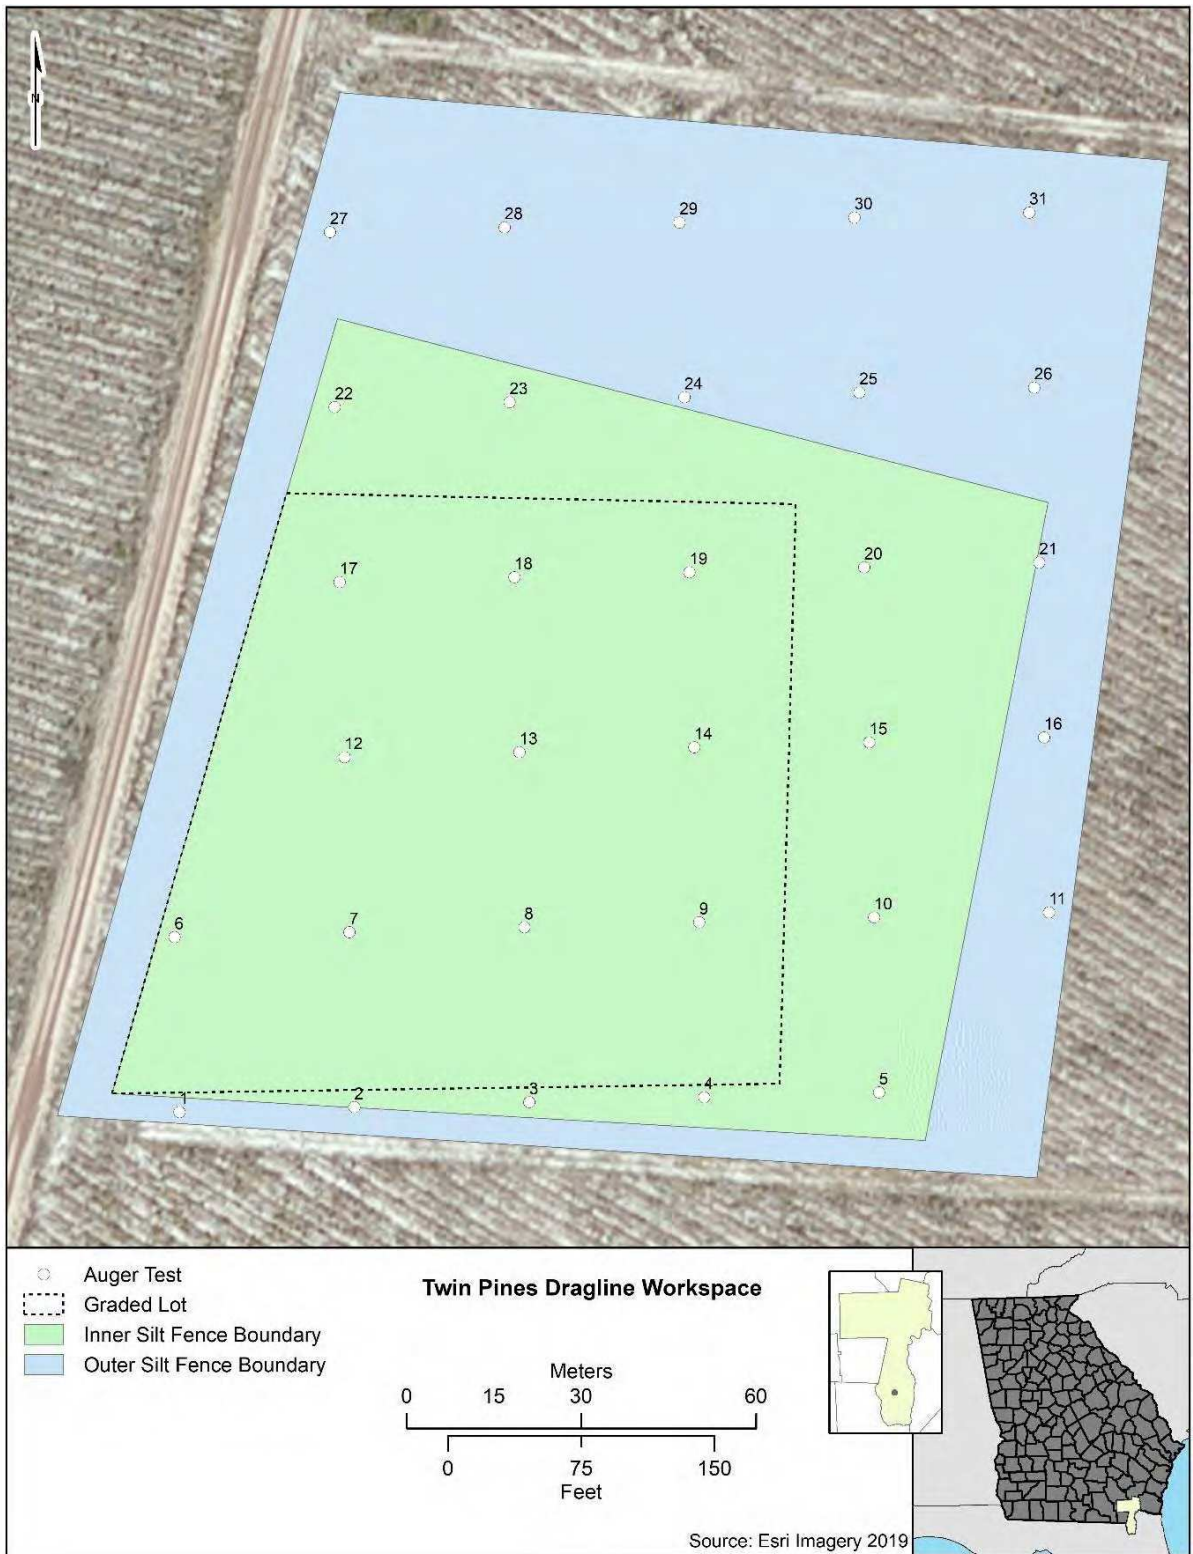 N
27
28
29
30
31
22
23
24
25
26
17
18
19
20
21
12
13
14
15
16
6
7
8
9
10
11
1
2
3
4
5
Auger Test
Graded Lot
Inner Silt Fence Boundary
Outer Silt Fence Boundary
Twin Pines Dragline Workspace
Meters
0 15 30 60
0 75 150
Feet
Source: Esri Imagery 2019